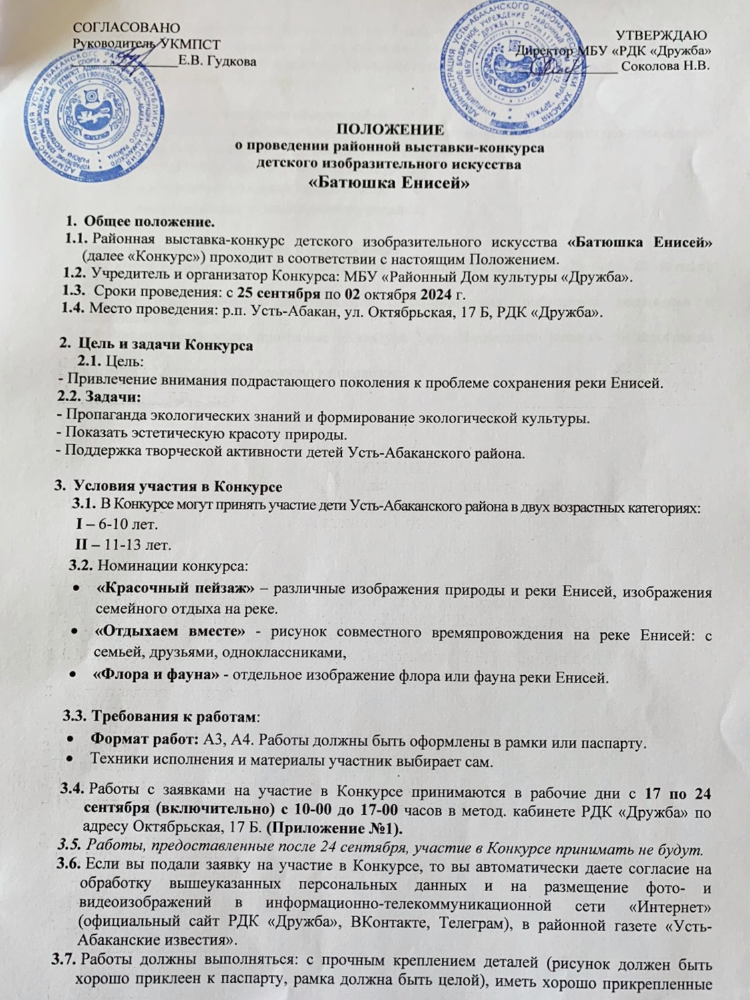 СОГЛАСОВАНО
Руководитель УКМПСТ
Е.В. Гудкова
УТВЕРЖДАЮ
Директор МБУ «РДК «Дружба»
Соколова Н.В.
ПОЛОЖЕНИЕ
о проведении районной выставки-конкурса
детского изобразительного искусства
«Батюшка Енисей»
1. Общее положение.
1.1. Районная выставка-конкурс детского изобразительного искусства «Батюшка Енисей»
(далее «Конкурс») проходит в соответствии с настоящим Положением.
1.2. Учредитель и организатор Конкурса: МБУ «Районный Дом культуры «Дружба».
1.3. Сроки проведения: с 25 сентября по 02 октября 2024 г.
1.4. Место проведения: р.п. Усть-Абакан, ул. Октябрьская, 17 Б, РДК «Дружба».
2. Цель и задачи Конкурса
2.1. Цель:
- Привлечение внимания подрастающего поколения к проблеме сохранения реки Енисей.
2.2. Задачи:
- Пропаганда экологических знаний и формирование экологической культуры.
- Показать эстетическую красоту природы.
- Поддержка творческой активности детей Усть-Абаканского района.
3. Условия участия в Конкурсе
3.1. В Конкурсе могут принять участие дети Усть-Абаканского района в двух возрастных категориях:
I – 6-10 лет.
II – 11-13 лет.
3.2. Номинации конкурса:
• «Красочный пейзаж» – различные изображения природы и реки Енисей, изображения
семейного отдыха на реке.
• «Отдыхаем вместе» - рисунок совместного времяпровождения на реке Енисей: с
семьей, друзьями, одноклассниками,
• «Флора и фауна» - отдельное изображение флора или фауна реки Енисей.
3.3. Требования к работам:
• Формат работ: А3, А4. Работы должны быть оформлены в рамки или паспарту.
• Техники исполнения и материалы участник выбирает сам.
3.4. Работы с заявками на участие в Конкурсе принимаются в рабочие дни с 17 по 24
сентября (включительно) с 10-00 до 17-00 часов в метод. кабинете РДК «Дружба» по
адресу Октябрьская, 17 Б. (Приложение №1).
3.5. Работы, предоставленные после 24 сентября, участие в Конкурсе принимать не будут.
3.6. Если вы подали заявку на участие в Конкурсе, то вы автоматически даете согласие на
обработку вышеуказанных персональных данных и на размещение фото- и
видеоизображений в информационно-телекоммуникационной сети «Интернет»
(официальный сайт РДК «Дружба», ВКонтакте, Телеграм), в районной газете «Усть-
Абаканские известия».
3.7. Работы должны выполняться: с прочным креплением деталей (рисунок должен быть
хорошо приклеен к паспарту, рамка должна быть целой), иметь хорошо прикрепленные